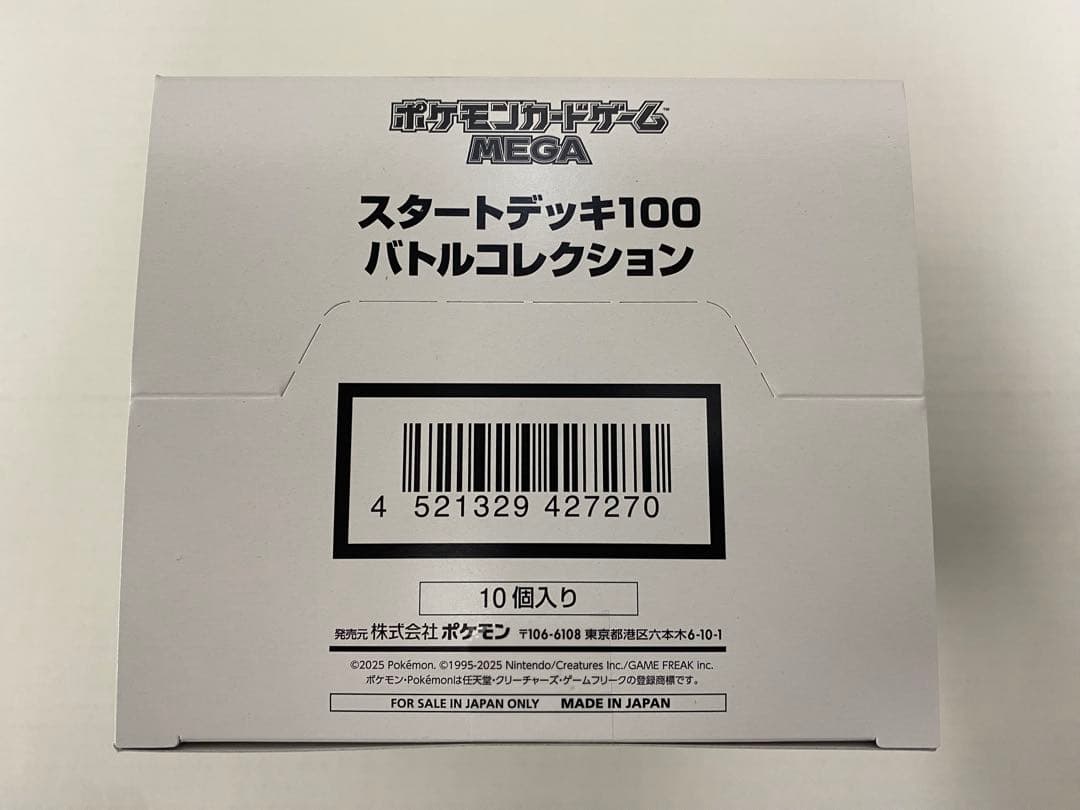 ポケモンカードゲーム™
MEGA
スタートデッキ100
バトルコレクション
4 521329 427270
10個入り
発売元 株式会社 ポケモン 〒106-6108 東京都港区六本木6-10-1
©2025 Pokémon. ©1995-2025 Nintendo/Creatures Inc./GAME FREAK inc.
ポケモン・Pokémonは任天堂・クリーチャーズ・ゲームフリークの登録商標です。
FOR SALE IN JAPAN ONLY MADE IN JAPAN